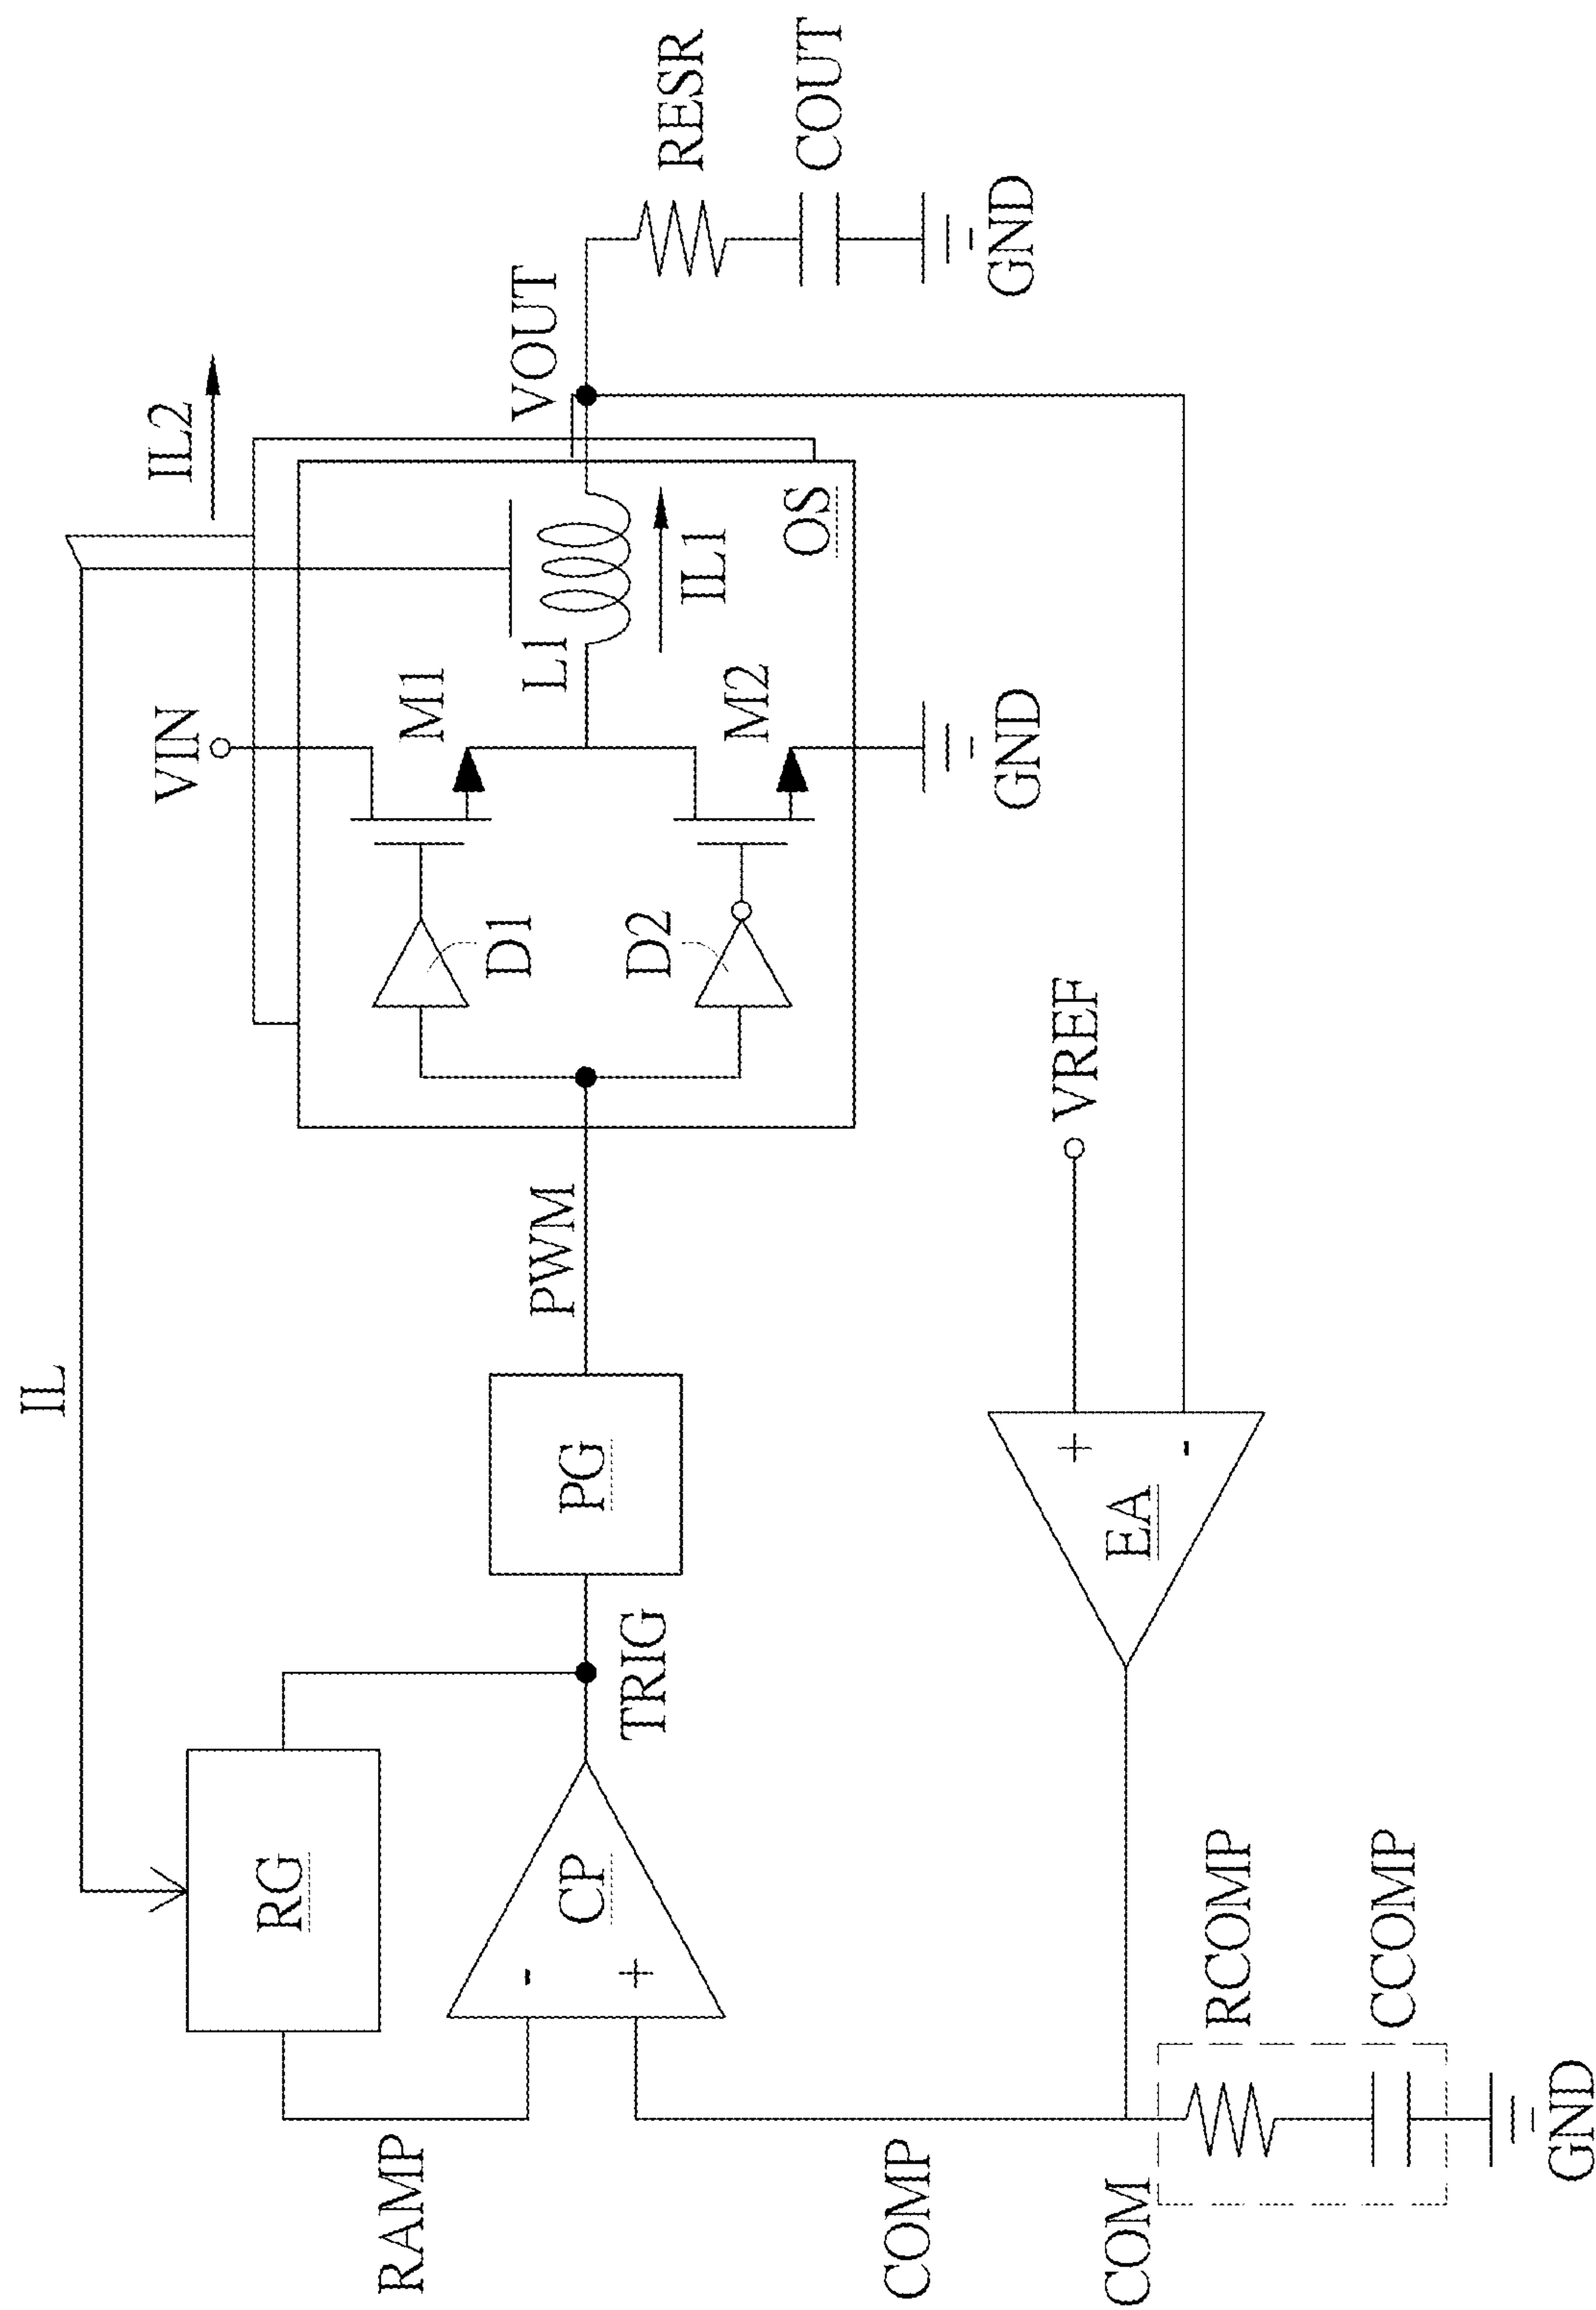 IL
IL2
VIN
M1
L1
VOUT
RESR
COUT
GND
IL1
OS
M2
GND
D1
D2
PWM
PG
TRIG
RG
CP
-
+
RAMP
COMP
VREF
+
-
EA
COM
RCOMP
CCOMP
GND